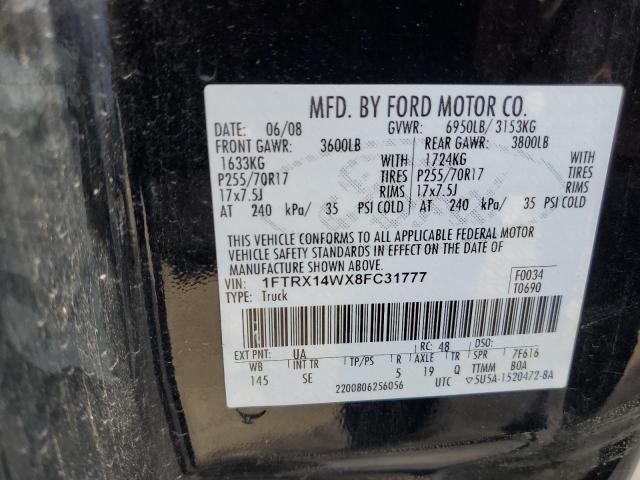 MFD. BY FORD MOTOR CO.
DATE: 06/08 GVWR: 6950LB/ 3153KG
FRONT GAWR: 3600LB REAR GAWR: 3800LB
1633KG WITH 1724KG WITH
P255/70R17 TIRES P255/70R17 TIRES
17x7.5J RIMS 17x7.5J RIMS
AT 240 kPa/ 35 PSI COLD AT 240 kPa/ 35 PSI COLD
THIS VEHICLE CONFORMS TO ALL APPLICABLE FEDERAL MOTOR
VEHICLE SAFETY STANDARDS IN EFFECT ON THE DATE OF
MANUFACTURE SHOWN ABOVE.
VIN: 1FTRX14WX8FC31777 F0034
TYPE: Truck T0690
EXT PNT: UA RC: 48 DSO:
WB INT TR TP/PS R AXLE TR SPR 7F616
145 SE 5 19 Q TTMM BOA
2200806256056 UTC ▽5U5A-1520472-BA